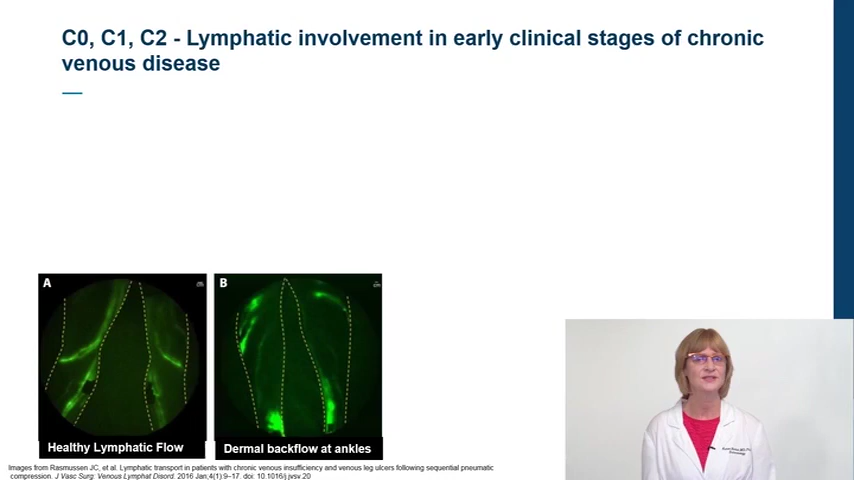 C0, C1, C2 - Lymphatic involvement in early clinical stages of chronic
venous disease
A
B
Healthy Lymphatic Flow
Dermal backflow at ankles
Images from Rasmussen JC, et al. Lymphatic transport in patients with chronic venous insufficiency and venous leg ulcers following sequential pneumatic
compression. J Vasc Surg: Venous Lymphat Disord. 2016 Jan;4(1):9–17. doi: 10.1016/j.jvsv.20